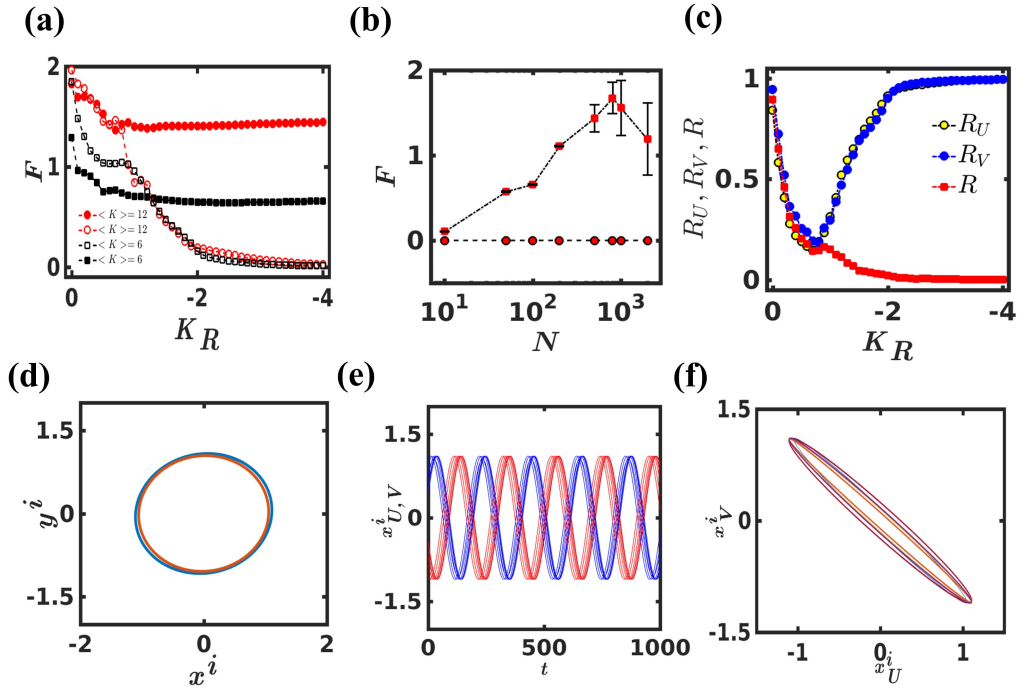 (a)
2
1
0
F
< K >= 12
< K >= 12
< K >= 6
< K >= 6
0 -2 -4
K_R
(b)
2
1
0
F
10^1 10^2 10^3
N
(c)
1
0.5
0
R_U, R_V, R
R_U
R_V
R
0 -2 -4
K_R
(d)
1.5
0
-1.5
y^i
-2 0 2
x^i
(e)
1.5
0
-1.5
x^i_{U,V}
0 500 1000
t
(f)
1.5
0
-1.5
x^i_V
-1 0 1
x^i_U